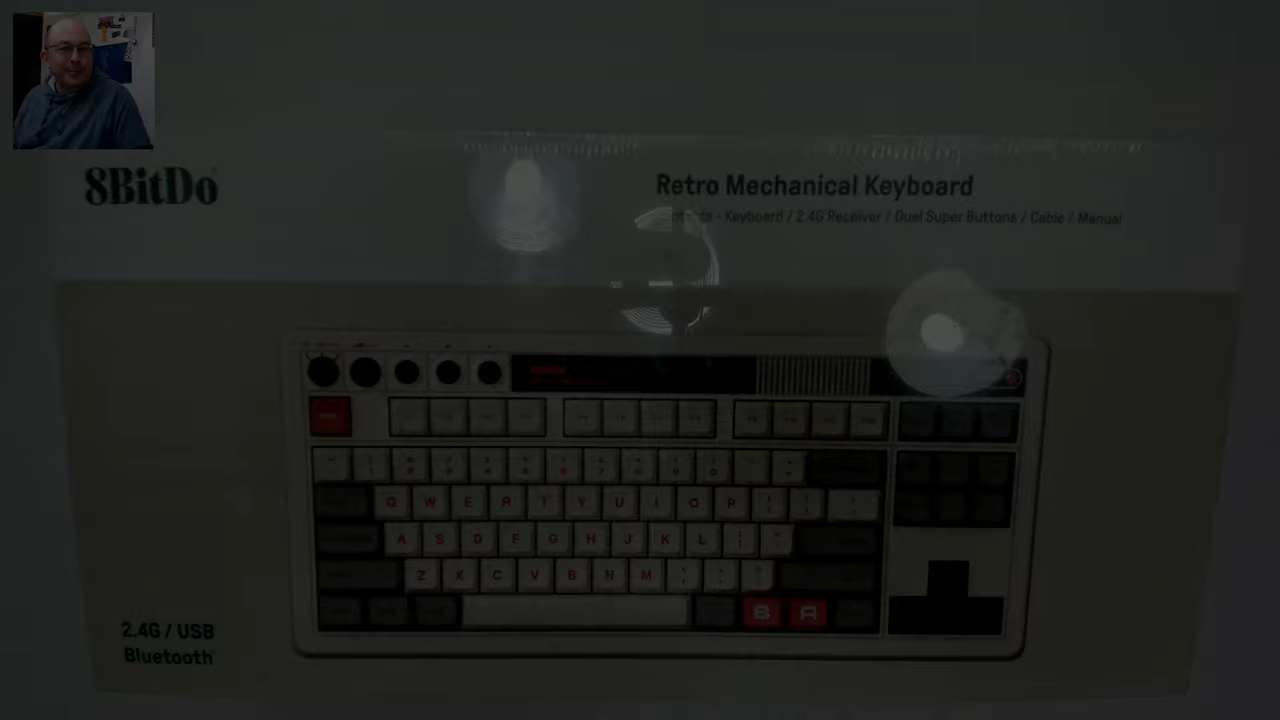 8BitDo
Retro Mechanical Keyboard
- Keyboard / 2.4G Receiver / Dual Super Buttons / Cable / Manual
Q W E R T Y U I O P
A S D F G H J K L
Z X C V B N M
B A
2.4G / USB
Bluetooth